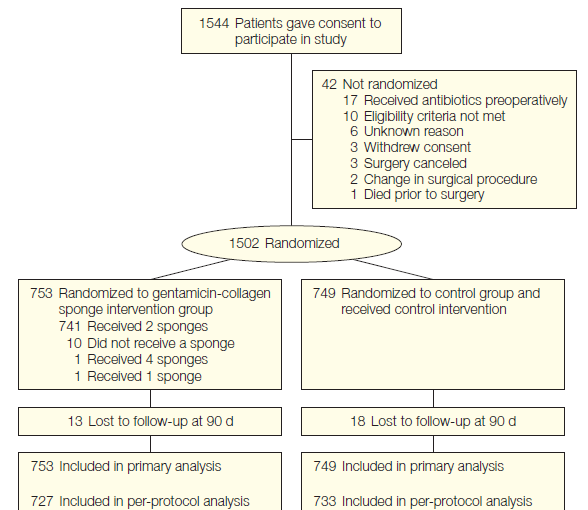 1544 Patients gave consent to
participate in study
42 Not randomized
17 Received antibiotics preoperatively
10 Eligibility criteria not met
6 Unknown reason
3 Withdrew consent
3 Surgery canceled
2 Change in surgical procedure
1 Died prior to surgery
1502 Randomized
753 Randomized to gentamicin-collagen
sponge intervention group
741 Received 2 sponges
10 Did not receive a sponge
1 Received 4 sponges
1 Received 1 sponge
749 Randomized to control group and
received control intervention
13 Lost to follow-up at 90 d
18 Lost to follow-up at 90 d
753 Included in primary analysis
727 Included in per-protocol analysis
749 Included in primary analysis
733 Included in per-protocol analysis